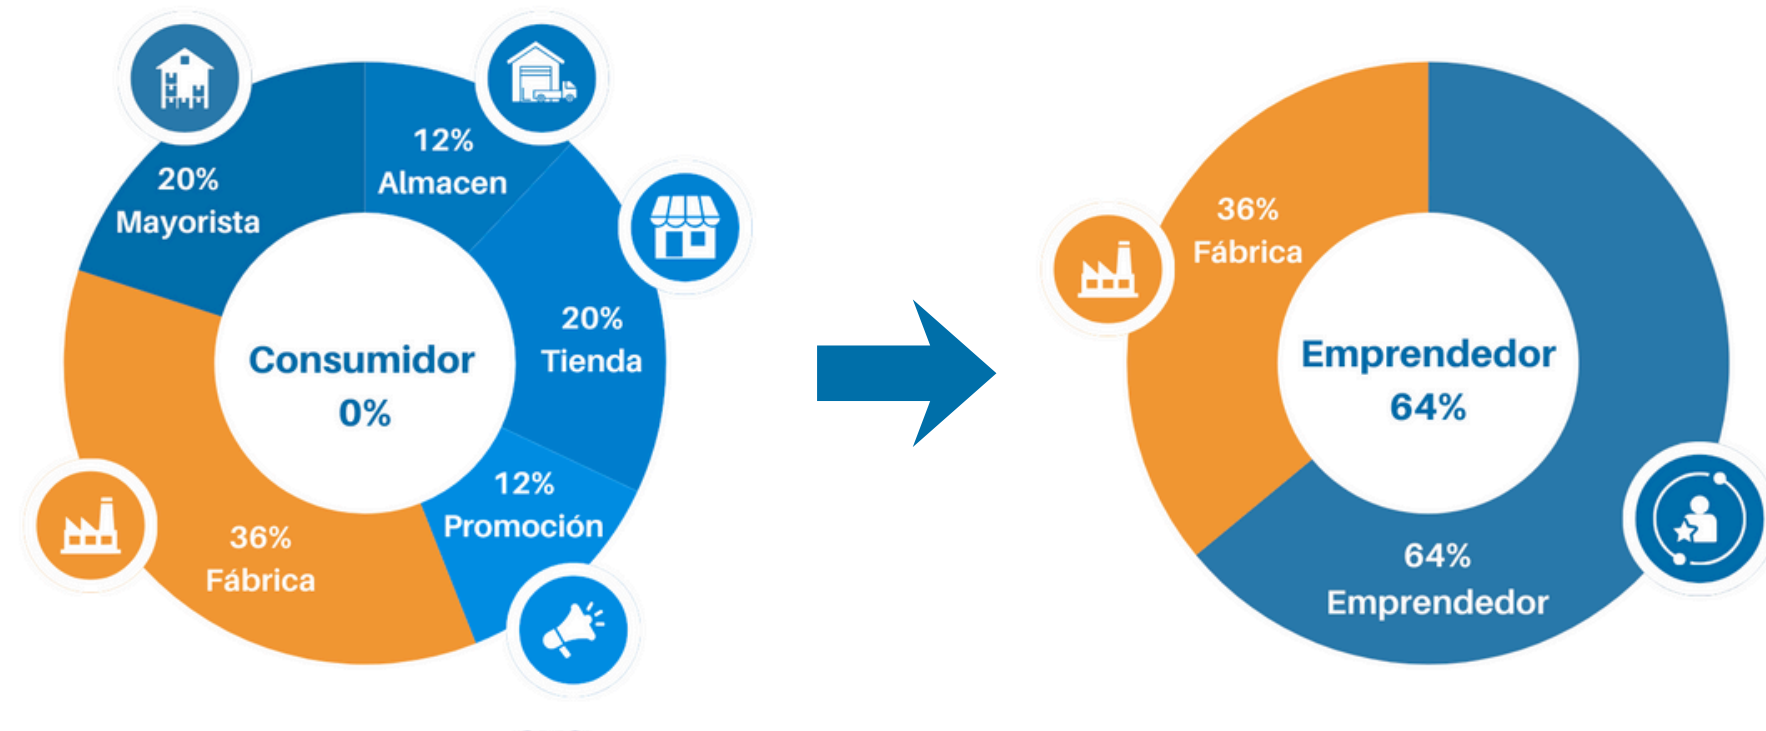 20%
Mayorista
12%
Almacen
20%
Tienda
Consumidor
0%
12%
Promoción
36%
Fábrica
36%
Fábrica
Emprendedor
64%
64%
Emprendedor